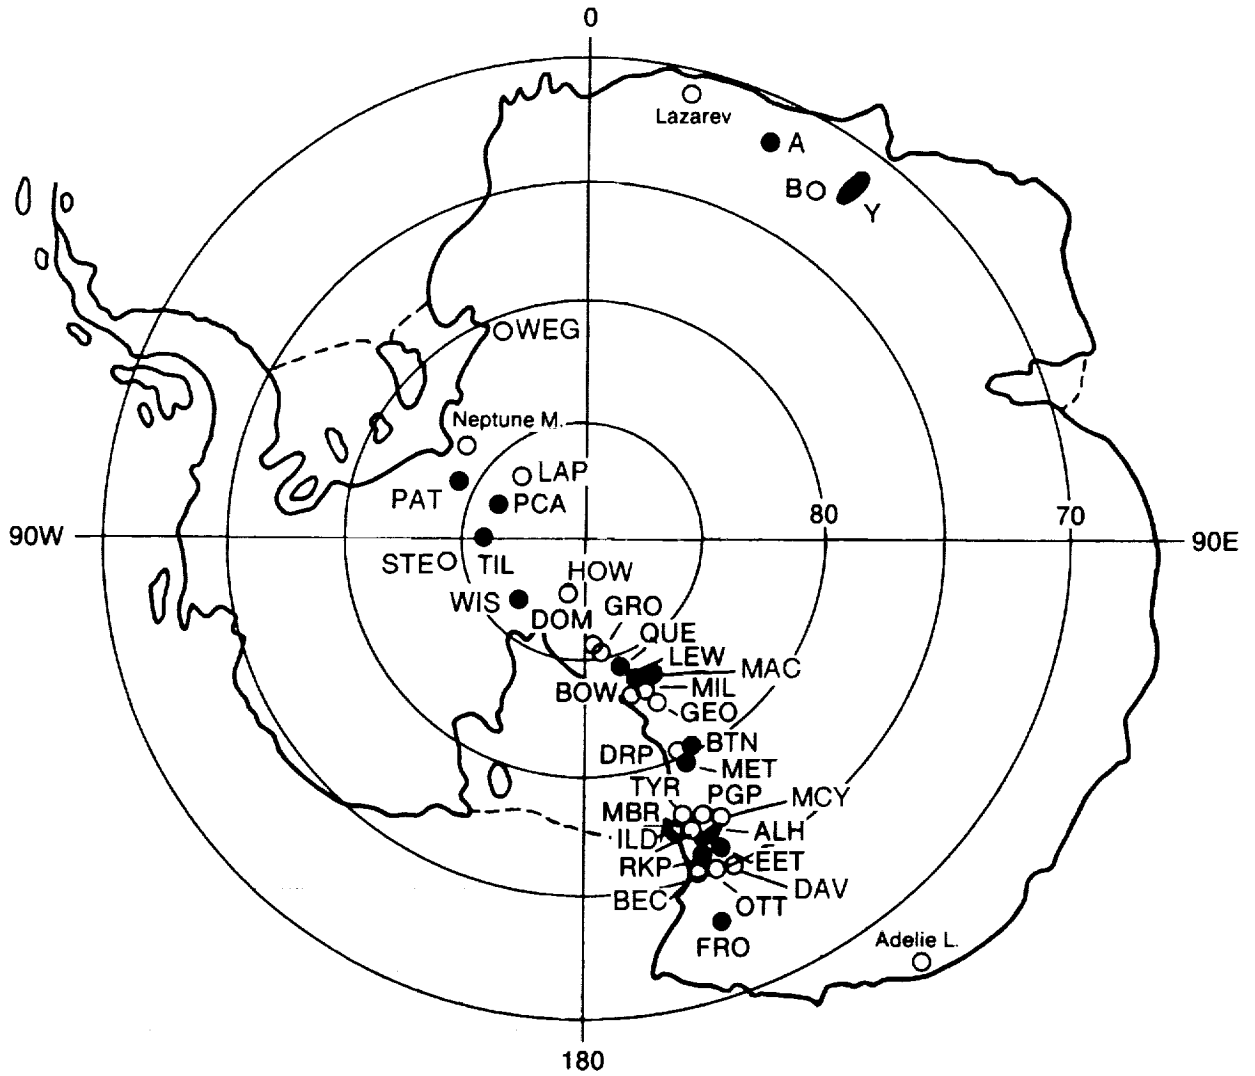 0
Lazarev
A
B
Y
WEG
Neptune M.
LAP
PAT
PCA
80
70
90W
90E
STE
TIL
HOW
WIS
DOM
GRO
QUE
LEW
MAC
BOW
MIL
GEO
DRP
BTN
MET
TYR
PGP
MCY
MBR
ILD
ALH
RKP
EET
DAV
BEC
OTT
FRO
Adelie L.
180